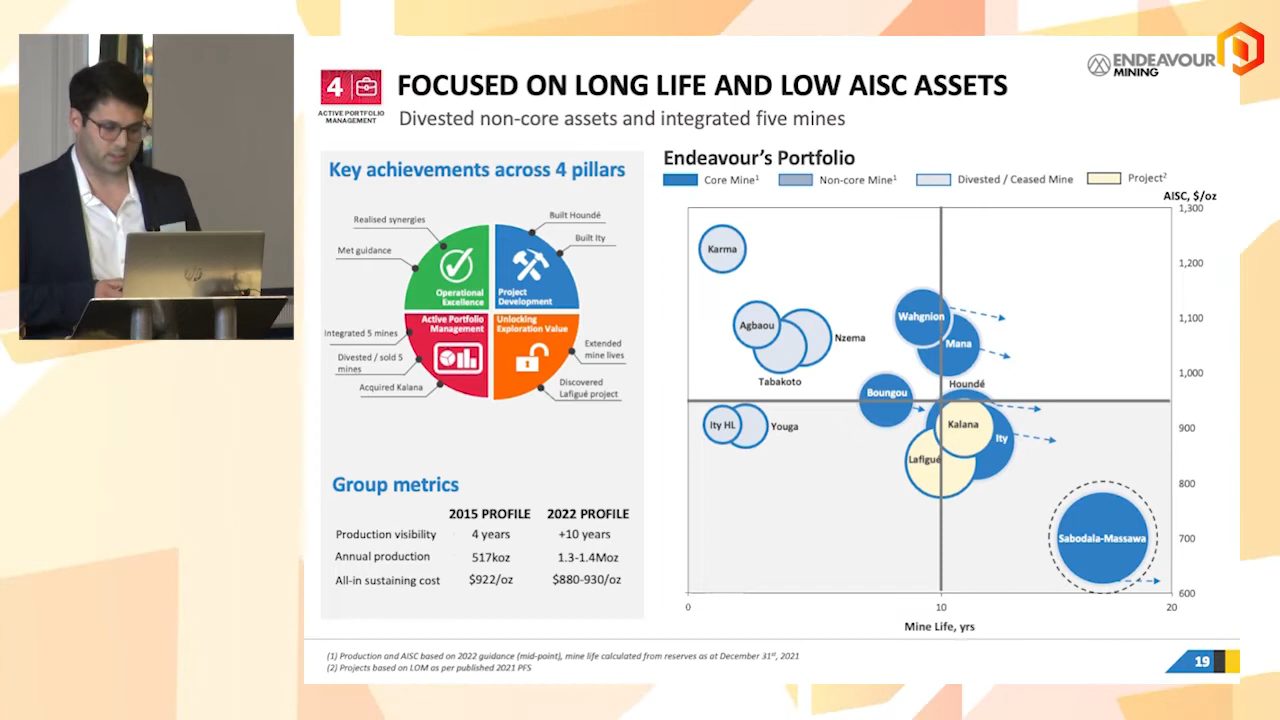 ENDEAVOUR
MINING
4
ACTIVE PORTFOLIO
MANAGEMENT
FOCUSED ON LONG LIFE AND LOW AISC ASSETS
Divested non-core assets and integrated five mines
Key achievements across 4 pillars
Realised synergies
Met guidance
Built Houndé
Built Ity
Operational
Excellence
Project
Development
Active Portfolio
Management
Unlocking
Exploration Value
Integrated 5 mines
Divested / sold 5
mines
Acquired Kalana
Extended
mine lives
Discovered
Lafigué project
Group metrics
2015 PROFILE 2022 PROFILE
Production visibility 4 years +10 years
Annual production 517koz 1.3-1.4Moz
All-in sustaining cost $922/oz $880-930/oz
Endeavour's Portfolio
Core Mine¹ Non-core Mine¹ Divested / Ceased Mine Project²
AISC, $/oz
1,300
1,200
1,100
1,000
900
800
700
600
Karma
Agbaou
Nzema
Tabakoto
Wahgnion
Mana
Houndé
Boungou
Ity HL
Youga
Kalana
Ity
Lafigué
Sabodala-Massawa
0 10 20
Mine Life, yrs
(1) Production and AISC based on 2022 guidance (mid-point), mine life calculated from reserves as at December 31st, 2021
(2) Projects based on LOM as per published 2021 PFS
19
hp